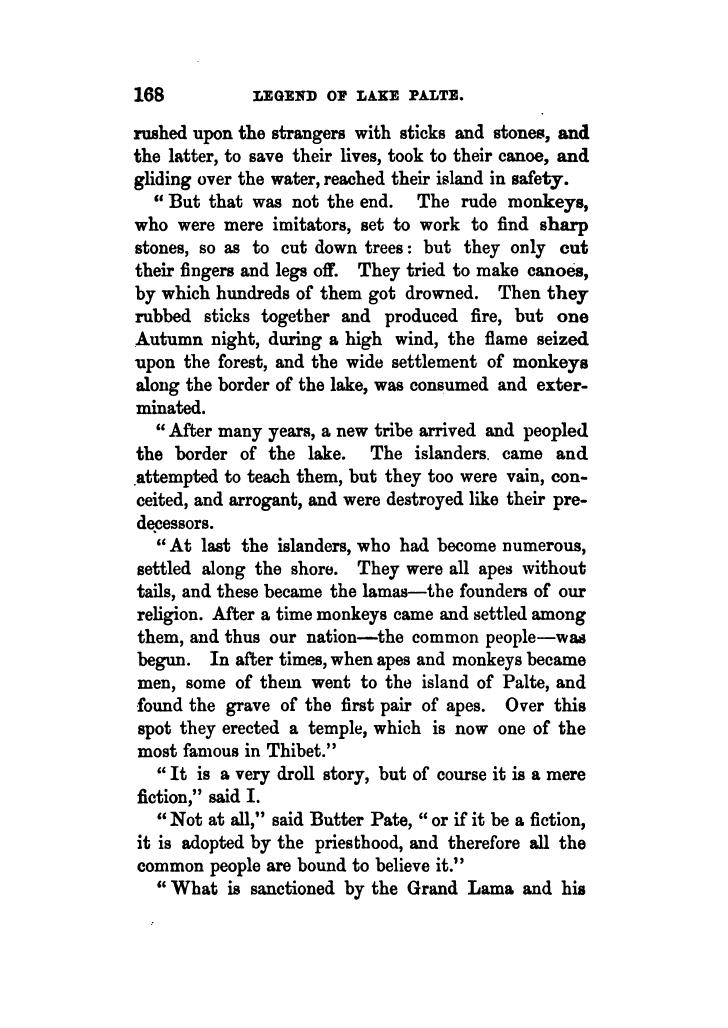 168 LEGEND OF LAKE PALTE.
rushed upon the strangers with sticks and stones, and
the latter, to save their lives, took to their canoe, and
gliding over the water, reached their island in safety.
“ But that was not the end. The rude monkeys,
who were mere imitators, set to work to find sharp
stones, so as to cut down trees : but they only cut
their fingers and legs off. They tried to make canoes,
by which hundreds of them got drowned. Then they
rubbed sticks together and produced fire, but one
Autumn night, during a high wind, the flame seized
upon the forest, and the wide settlement of monkeys
along the border of the lake, was consumed and exter-
minated.
“ After many years, a new tribe arrived and peopled
the border of the lake. The islanders. came and
attempted to teach them, but they too were vain, con-
ceited, and arrogant, and were destroyed like their pre-
decessors.
“ At last the islanders, who had become numerous,
settled along the shore. They were all apes without
tails, and these became the lamas—the founders of our
religion. After a time monkeys came and settled among
them, and thus our nation—the common people—was
begun. In after times, when apes and monkeys became
men, some of them went to the island of Palte, and
found the grave of the first pair of apes. Over this
spot they erected a temple, which is now one of the
most famous in Thibet.”
“ It is a very droll story, but of course it is a mere
fiction,” said I.
“ Not at all,” said Butter Pate, “ or if it be a fiction,
it is adopted by the priesthood, and therefore all the
common people are bound to believe it.”
“ What is sanctioned by the Grand Lama and his